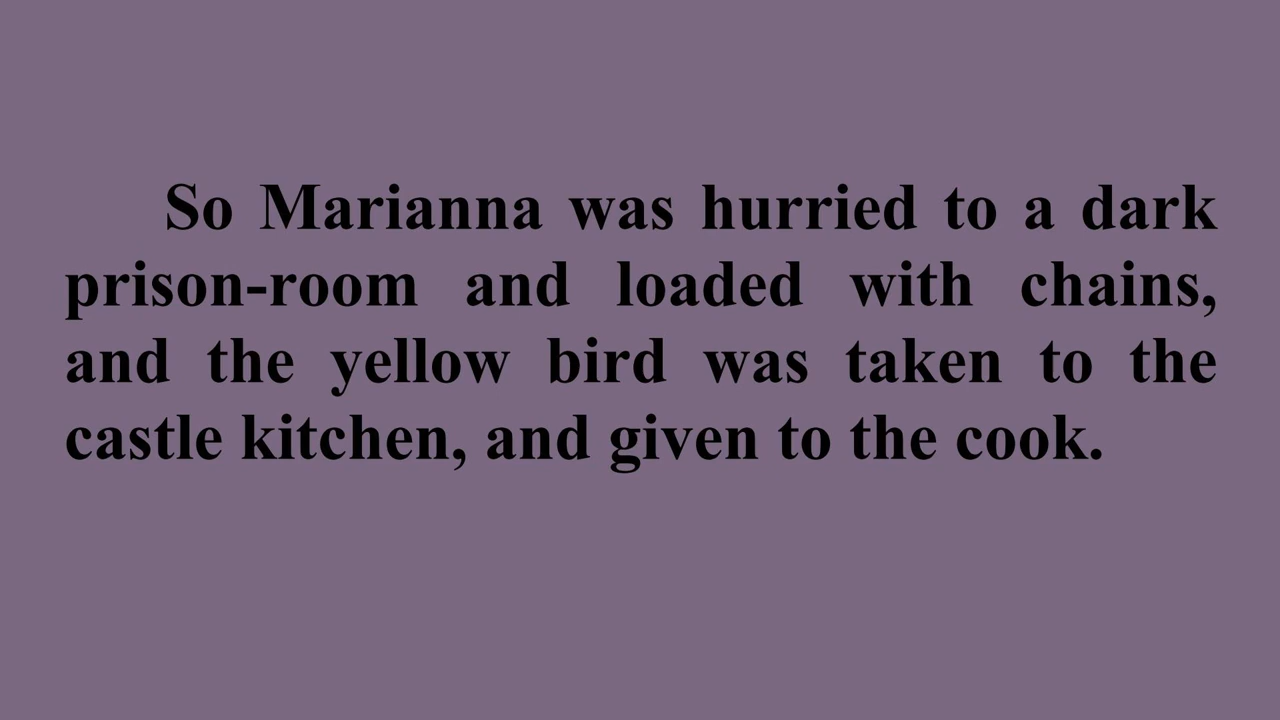 So Marianna was hurried to a dark
prison-room and loaded with chains,
and the yellow bird was taken to the
castle kitchen, and given to the cook.